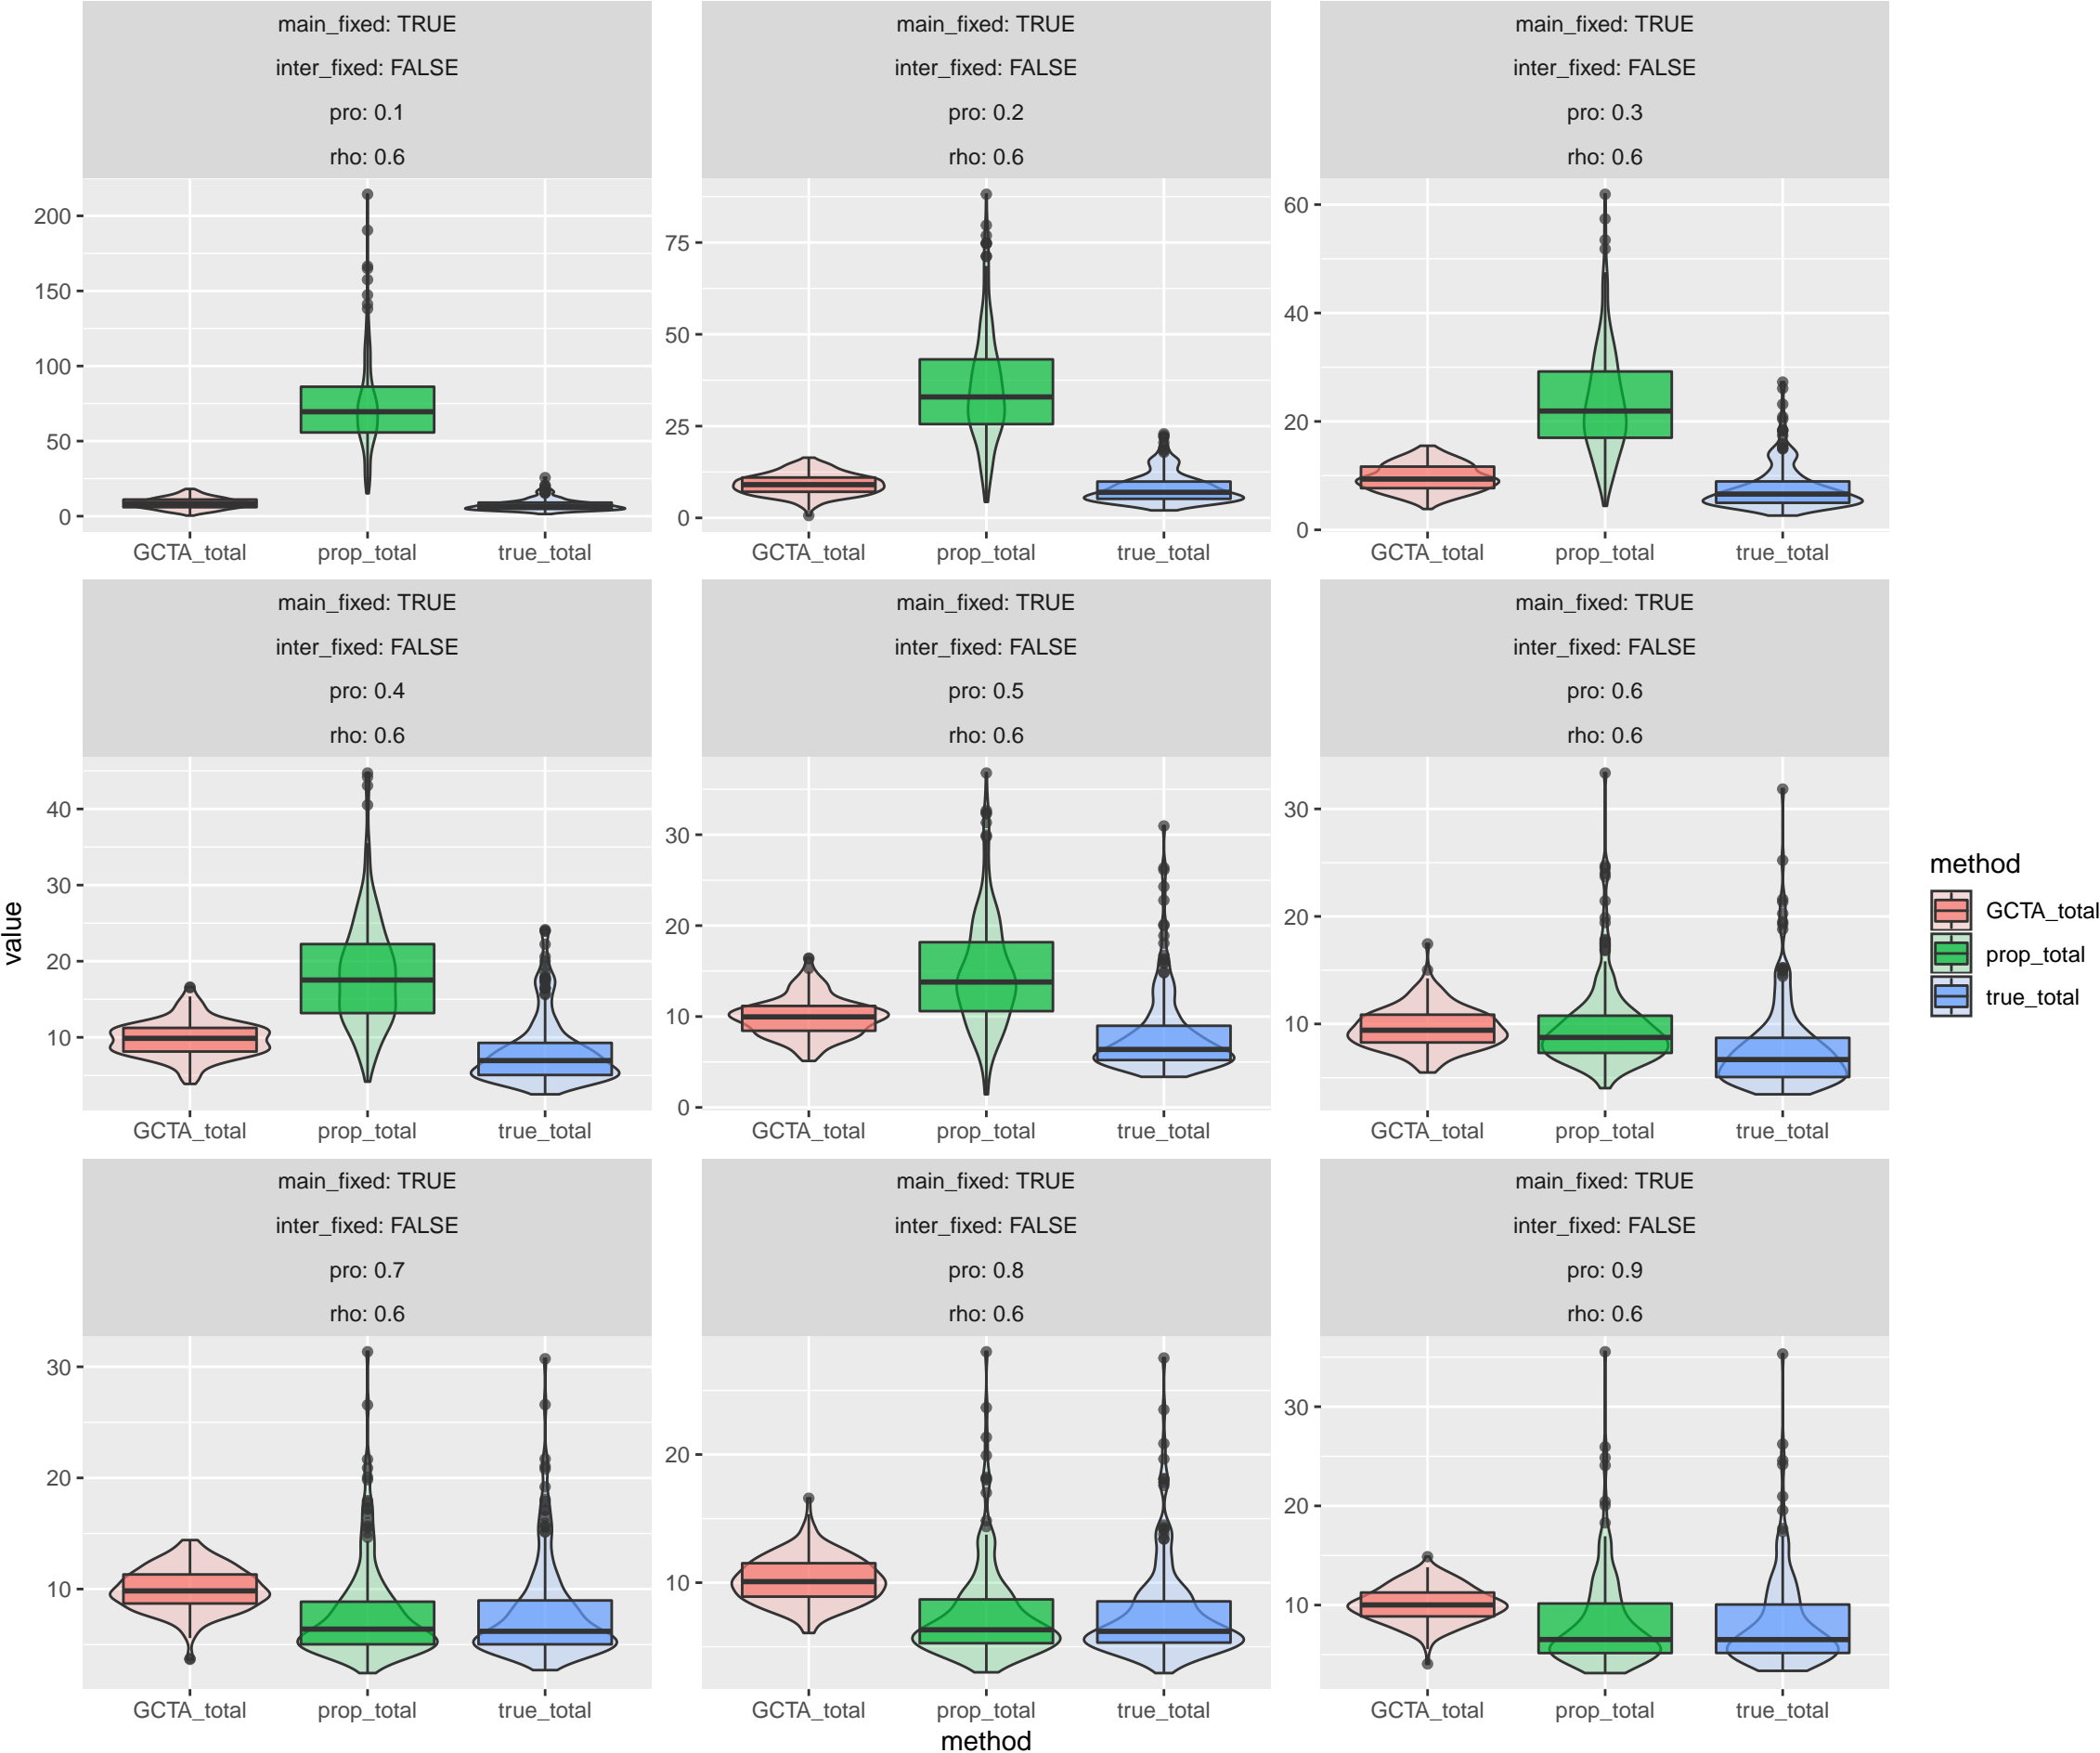 main_fixed: TRUE
inter_fixed: FALSE
pro: 0.1
rho: 0.6
200
150
100
50
0
GCTA_total prop_total true_total
main_fixed: TRUE
inter_fixed: FALSE
pro: 0.2
rho: 0.6
75
50
25
0
GCTA_total prop_total true_total
main_fixed: TRUE
inter_fixed: FALSE
pro: 0.3
rho: 0.6
60
40
20
0
GCTA_total prop_total true_total
value
main_fixed: TRUE
inter_fixed: FALSE
pro: 0.4
rho: 0.6
40
30
20
10
GCTA_total prop_total true_total
main_fixed: TRUE
inter_fixed: FALSE
pro: 0.5
rho: 0.6
30
20
10
0
GCTA_total prop_total true_total
main_fixed: TRUE
inter_fixed: FALSE
pro: 0.6
rho: 0.6
30
20
10
GCTA_total prop_total true_total
main_fixed: TRUE
inter_fixed: FALSE
pro: 0.7
rho: 0.6
30
20
10
GCTA_total prop_total true_total
main_fixed: TRUE
inter_fixed: FALSE
pro: 0.8
rho: 0.6
20
10
GCTA_total prop_total true_total
main_fixed: TRUE
inter_fixed: FALSE
pro: 0.9
rho: 0.6
30
20
10
GCTA_total prop_total true_total
method
method
GCTA_total
prop_total
true_total